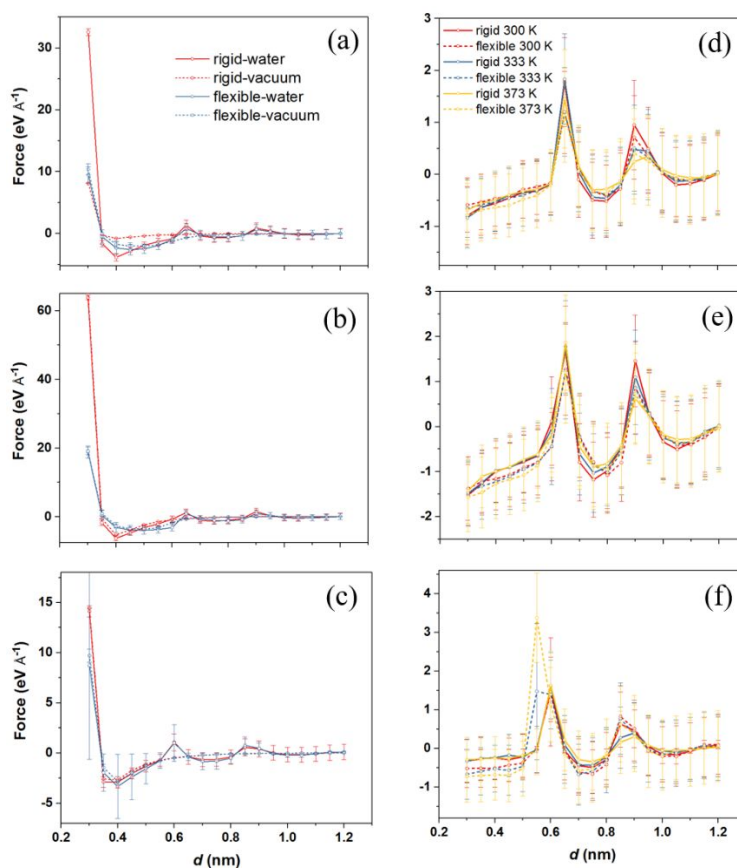 (a)
30
20
10
0
Force (eV Å⁻¹)
rigid-water
rigid-vacuum
flexible-water
flexible-vacuum
(d)
3
2
1
0
-1
Force (eV Å⁻¹)
rigid 300 K
flexible 300 K
rigid 333 K
flexible 333 K
rigid 373 K
flexible 373 K
(b)
60
40
20
0
Force (eV Å⁻¹)
(e)
3
2
1
0
-1
-2
(c)
15
10
5
0
-5
Force (eV Å⁻¹)
0.2 0.4 0.6 0.8 1.0 1.2
d (nm)
(f)
4
3
2
1
0
-1
0.2 0.4 0.6 0.8 1.0 1.2
d (nm)